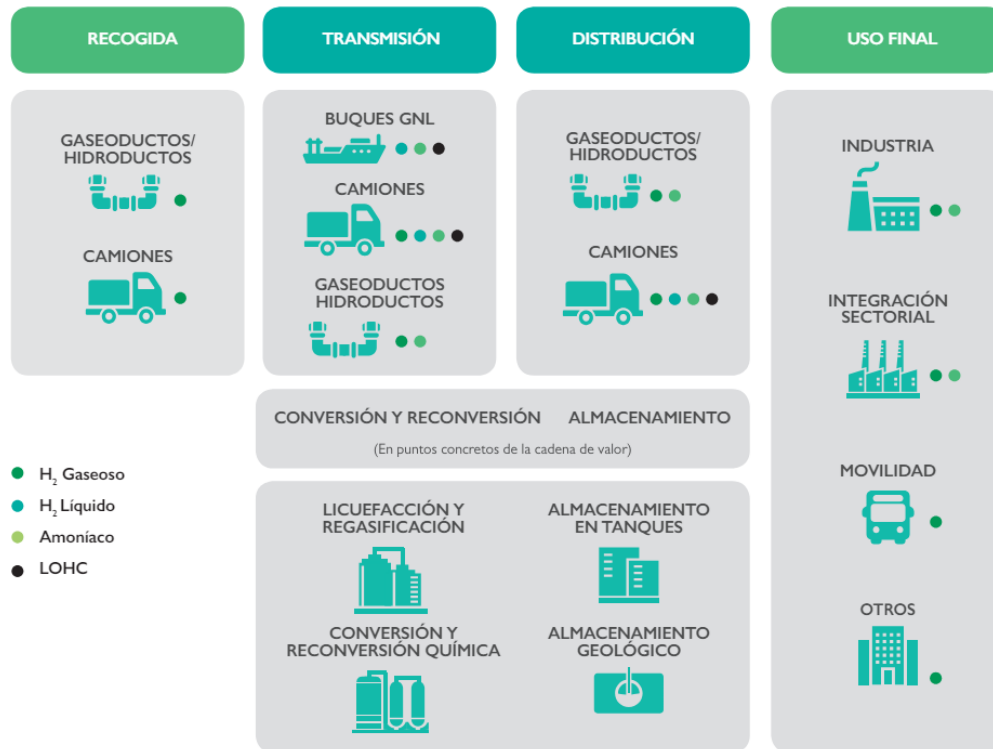 RECOGIDA
TRANSMISIÓN
DISTRIBUCIÓN
USO FINAL
GASEODUCTOS/
HIDRODUCTOS
CAMIONES
BUQUES GNL
CAMIONES
GASEODUCTOS
HIDRODUCTOS
GASEODUCTOS/
HIDRODUCTOS
CAMIONES
INDUSTRIA
INTEGRACIÓN
SECTORIAL
MOVILIDAD
OTROS
CONVERSIÓN Y RECONVERSIÓN
ALMACENAMIENTO
(En puntos concretos de la cadena de valor)
LICUEFACCIÓN Y
REGASIFICACIÓN
ALMACENAMIENTO
EN TANQUES
CONVERSIÓN Y
RECONVERSIÓN QUÍMICA
ALMACENAMIENTO
GEOLÓGICO
H₂ Gaseoso
H₂ Líquido
Amoníaco
LOHC